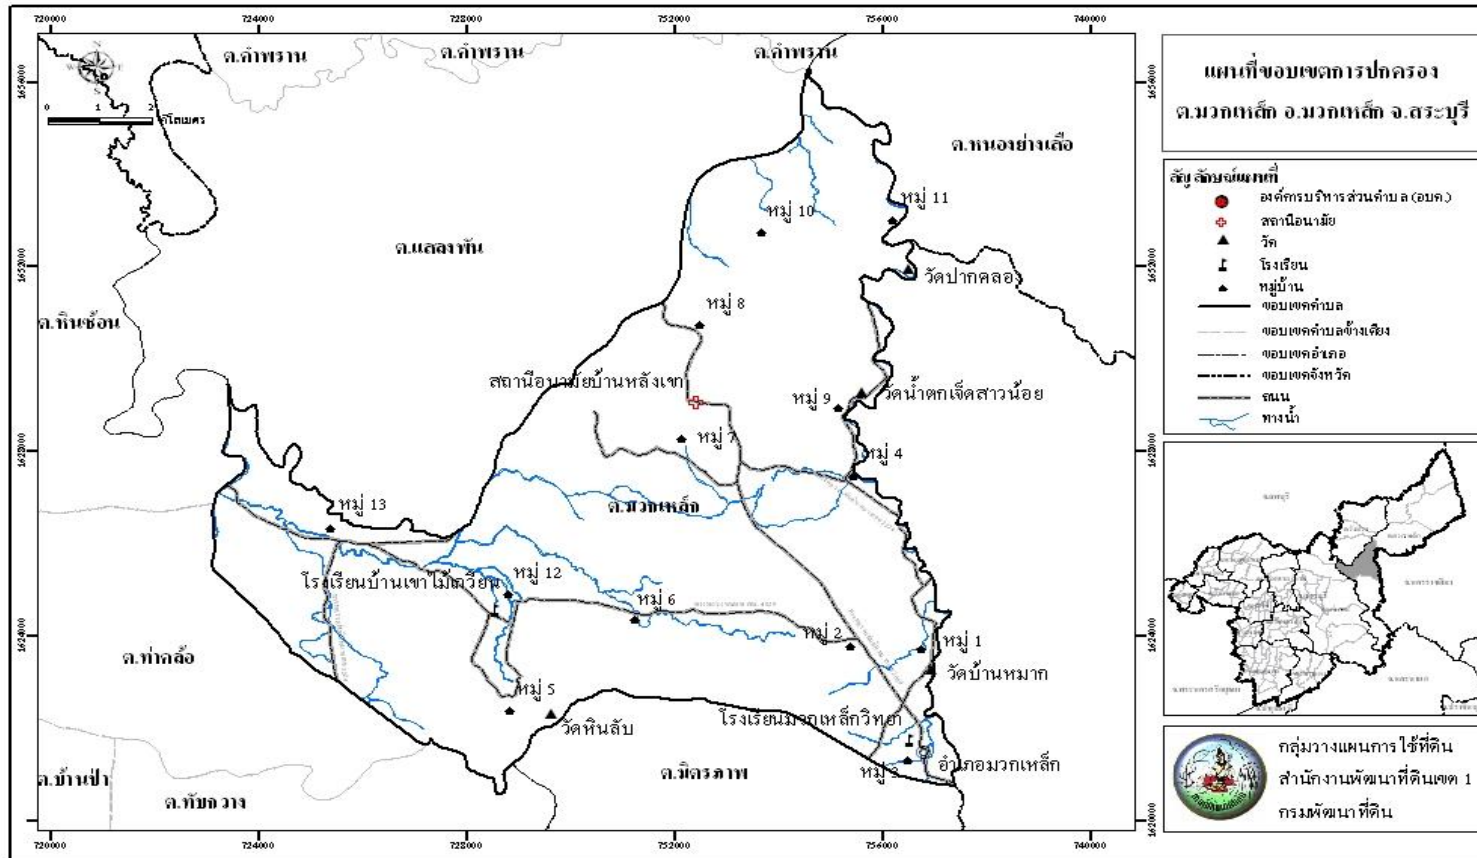 720000 724000 728000 752000 756000 740000
ต.คำพราน ต.คำพราน ต.คำพราน
N
W E
S
0 1 2
กิโลเมตร
1656000 1656000
ต.หนองย่างเสือ
หมู่ 10
หมู่ 11
ต.แสลงพัน
1652000 1652000
วัดปากคลอง
หมู่ 8
ต.หินซ้อน
สถานีอนามัยบ้านหลังเขา
หมู่ 9
วัดน้ำตกเจ็ดสาวน้อย
หมู่ 7
หมู่ 4
1628000 1628000
หมู่ 13
ต.มวกเหล็ก
หมู่ 12
โรงเรียนบ้านเขาไม้เกวียน
หมู่ 6
หมู่ 2
หมู่ 1
1624000 1624000
ต.ท่าคล้อ
วัดบ้านหมาก
หมู่ 5
วัดหินลับ
โรงเรียนมวกเหล็กวิทยา
หมู่ 3
อำเภอมวกเหล็ก
ต.มิตรภาพ
ต.บ้านป่า
ต.ทับกวาง
1620000 1620000
720000 724000 728000 752000 756000 740000
แผนที่ขอบเขตการปกครอง
ต.มวกเหล็ก อ.มวกเหล็ก จ.สระบุรี
สัญลักษณ์แผนที่
องค์การบริหารส่วนตำบล (อบต.)
สถานีอนามัย
วัด
โรงเรียน
หมู่บ้าน
ขอบเขตตำบล
ขอบเขตตำบลข้างเคียง
ขอบเขตอำเภอ
ขอบเขตจังหวัด
ถนน
ทางน้ำ
กลุ่มวางแผนการใช้ที่ดิน
สำนักงานพัฒนาที่ดินเขต 1
กรมพัฒนาที่ดิน